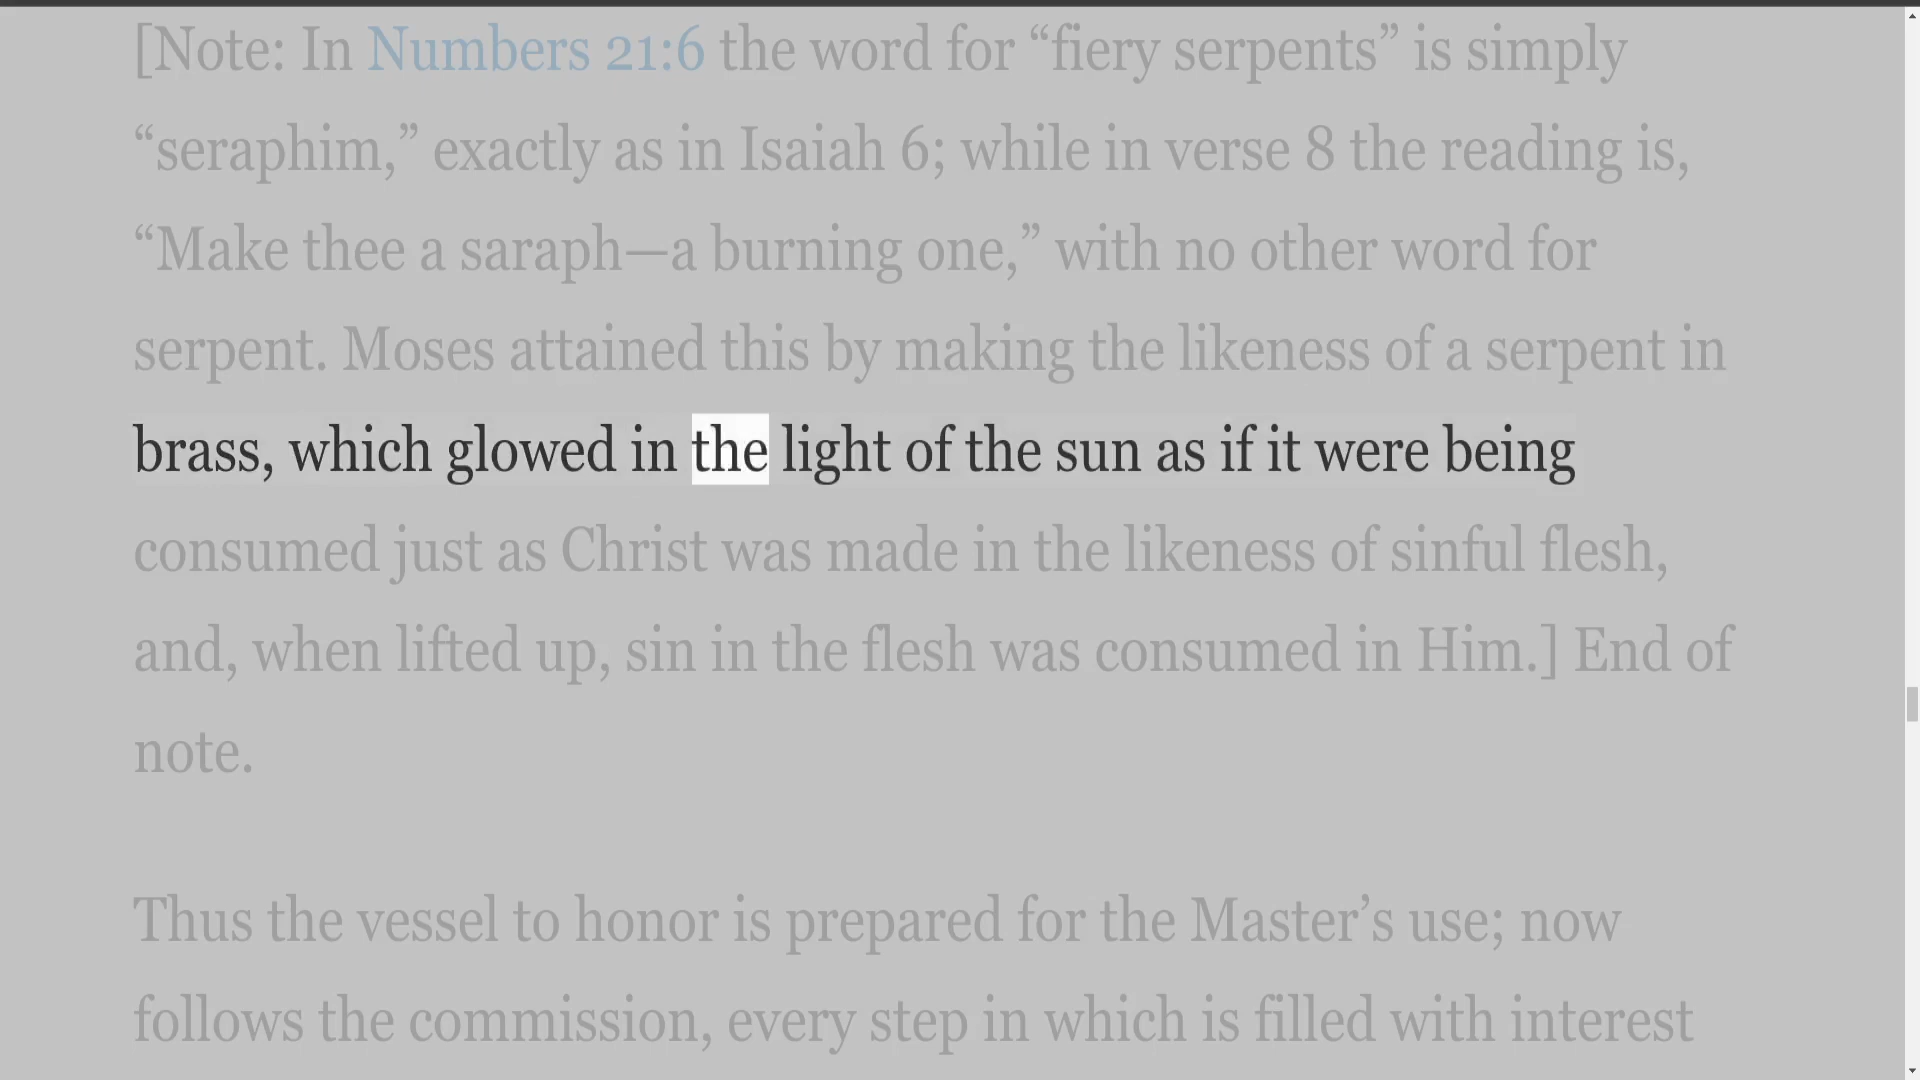 [Note: In Numbers 21:6 the word for “fiery serpents” is simply
“seraphim,” exactly as in Isaiah 6; while in verse 8 the reading is,
“Make thee a saraph—a burning one,” with no other word for
serpent. Moses attained this by making the likeness of a serpent in
brass, which glowed in the light of the sun as if it were being
consumed just as Christ was made in the likeness of sinful flesh,
and, when lifted up, sin in the flesh was consumed in Him.] End of
note.
Thus the vessel to honor is prepared for the Master’s use; now
follows the commission, every step in which is filled with interest